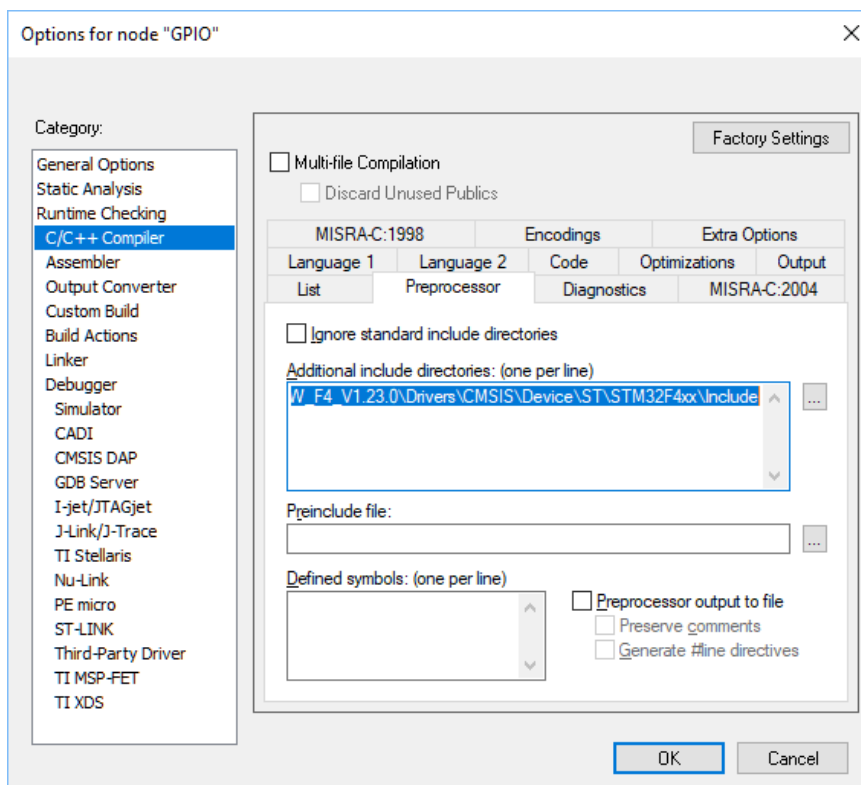 Options for node "GPIO"
Category:
General Options
Static Analysis
Runtime Checking
C/C++ Compiler
Assembler
Output Converter
Custom Build
Build Actions
Linker
Debugger
Simulator
CADI
CMSIS DAP
GDB Server
I-jet/JTAGjet
J-Link/J-Trace
TI Stellaris
Nu-Link
PE micro
ST-LINK
Third-Party Driver
TI MSP-FET
TI XDS
Factory Settings
Multi-file Compilation
Discard Unused Publics
MISRA-C:1998 Encodings Extra Options
Language 1 Language 2 Code Optimizations Output
List Preprocessor Diagnostics MISRA-C:2004
Ignore standard include directories
Additional include directories: (one per line)
W_F4_V1.23.0\Drivers\CMSIS\Device\ST\STM32F4xx\Include
...
Preinclude file:
...
Defined symbols: (one per line)
Preprocessor output to file
Preserve comments
Generate #line directives
OK Cancel